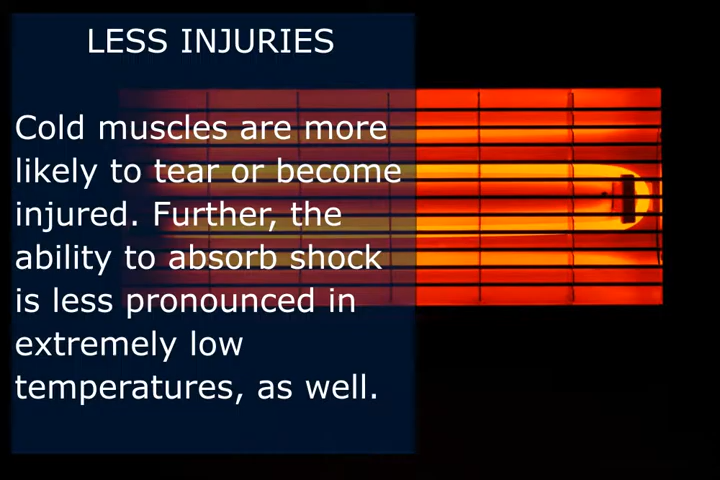 LESS INJURIES
Cold muscles are more
likely to tear or become
injured. Further, the
ability to absorb shock
is less pronounced in
extremely low
temperatures, as well.